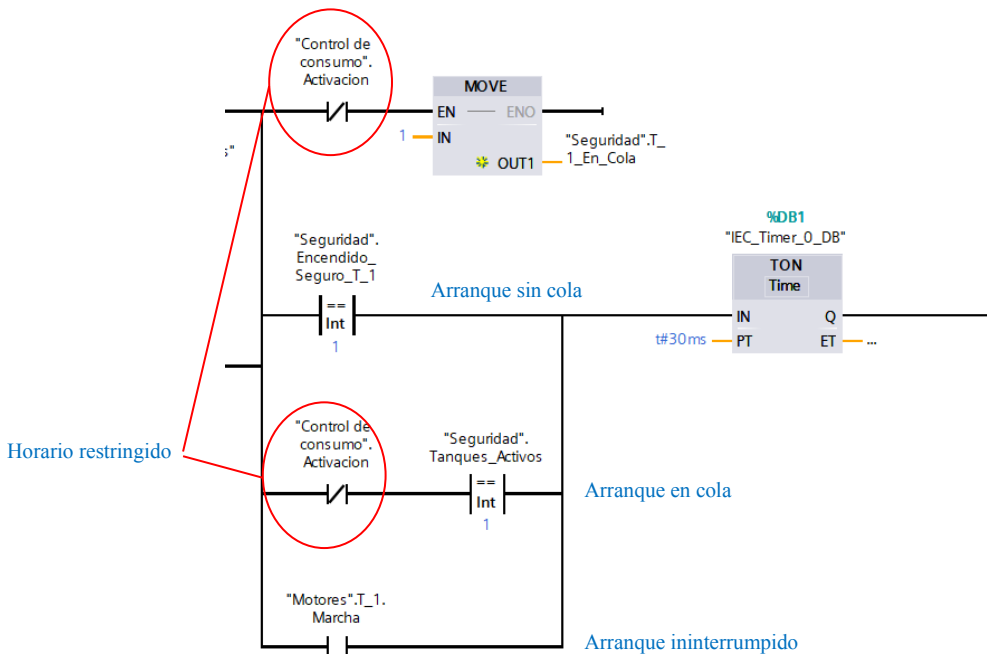 "Control de
consumo".
Activacion
MOVE
EN
ENO
1
IN
OUT1
"Seguridad".T_
1_En_Cola
s"
%DB1
"IEC_Timer_0_DB"
TON
Time
IN
Q
t#30ms
PT
ET
...
"Seguridad".
Encendido_
Seguro_T_1
==
Int
1
Arranque sin cola
Horario restringido
"Control de
consumo".
Activacion
"Seguridad".
Tanques_Activos
==
Int
1
Arranque en cola
"Motores".T_1.
Marcha
Arranque ininterrumpido